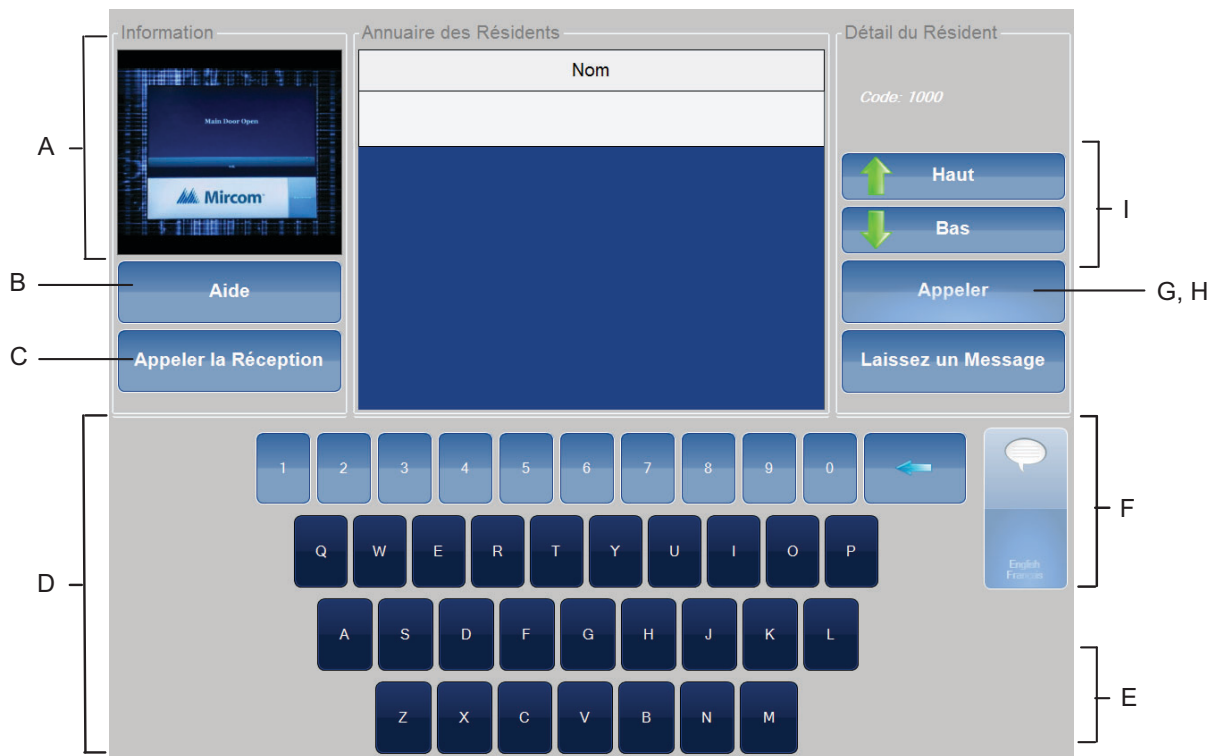 Information
Annuaire des Résidents
Détail du Résident
Main Door Open
Mircom
Nom
Code: 1000
A
Haut
I
Bas
B
Aide
Appeler
G, H
C
Appeler la Réception
Laissez un Message
1 2 3 4 5 6 7 8 9 0
F
Q W E R T Y U I O P
English
Français
D
A S D F G H J K L
E
Z X C V B N M